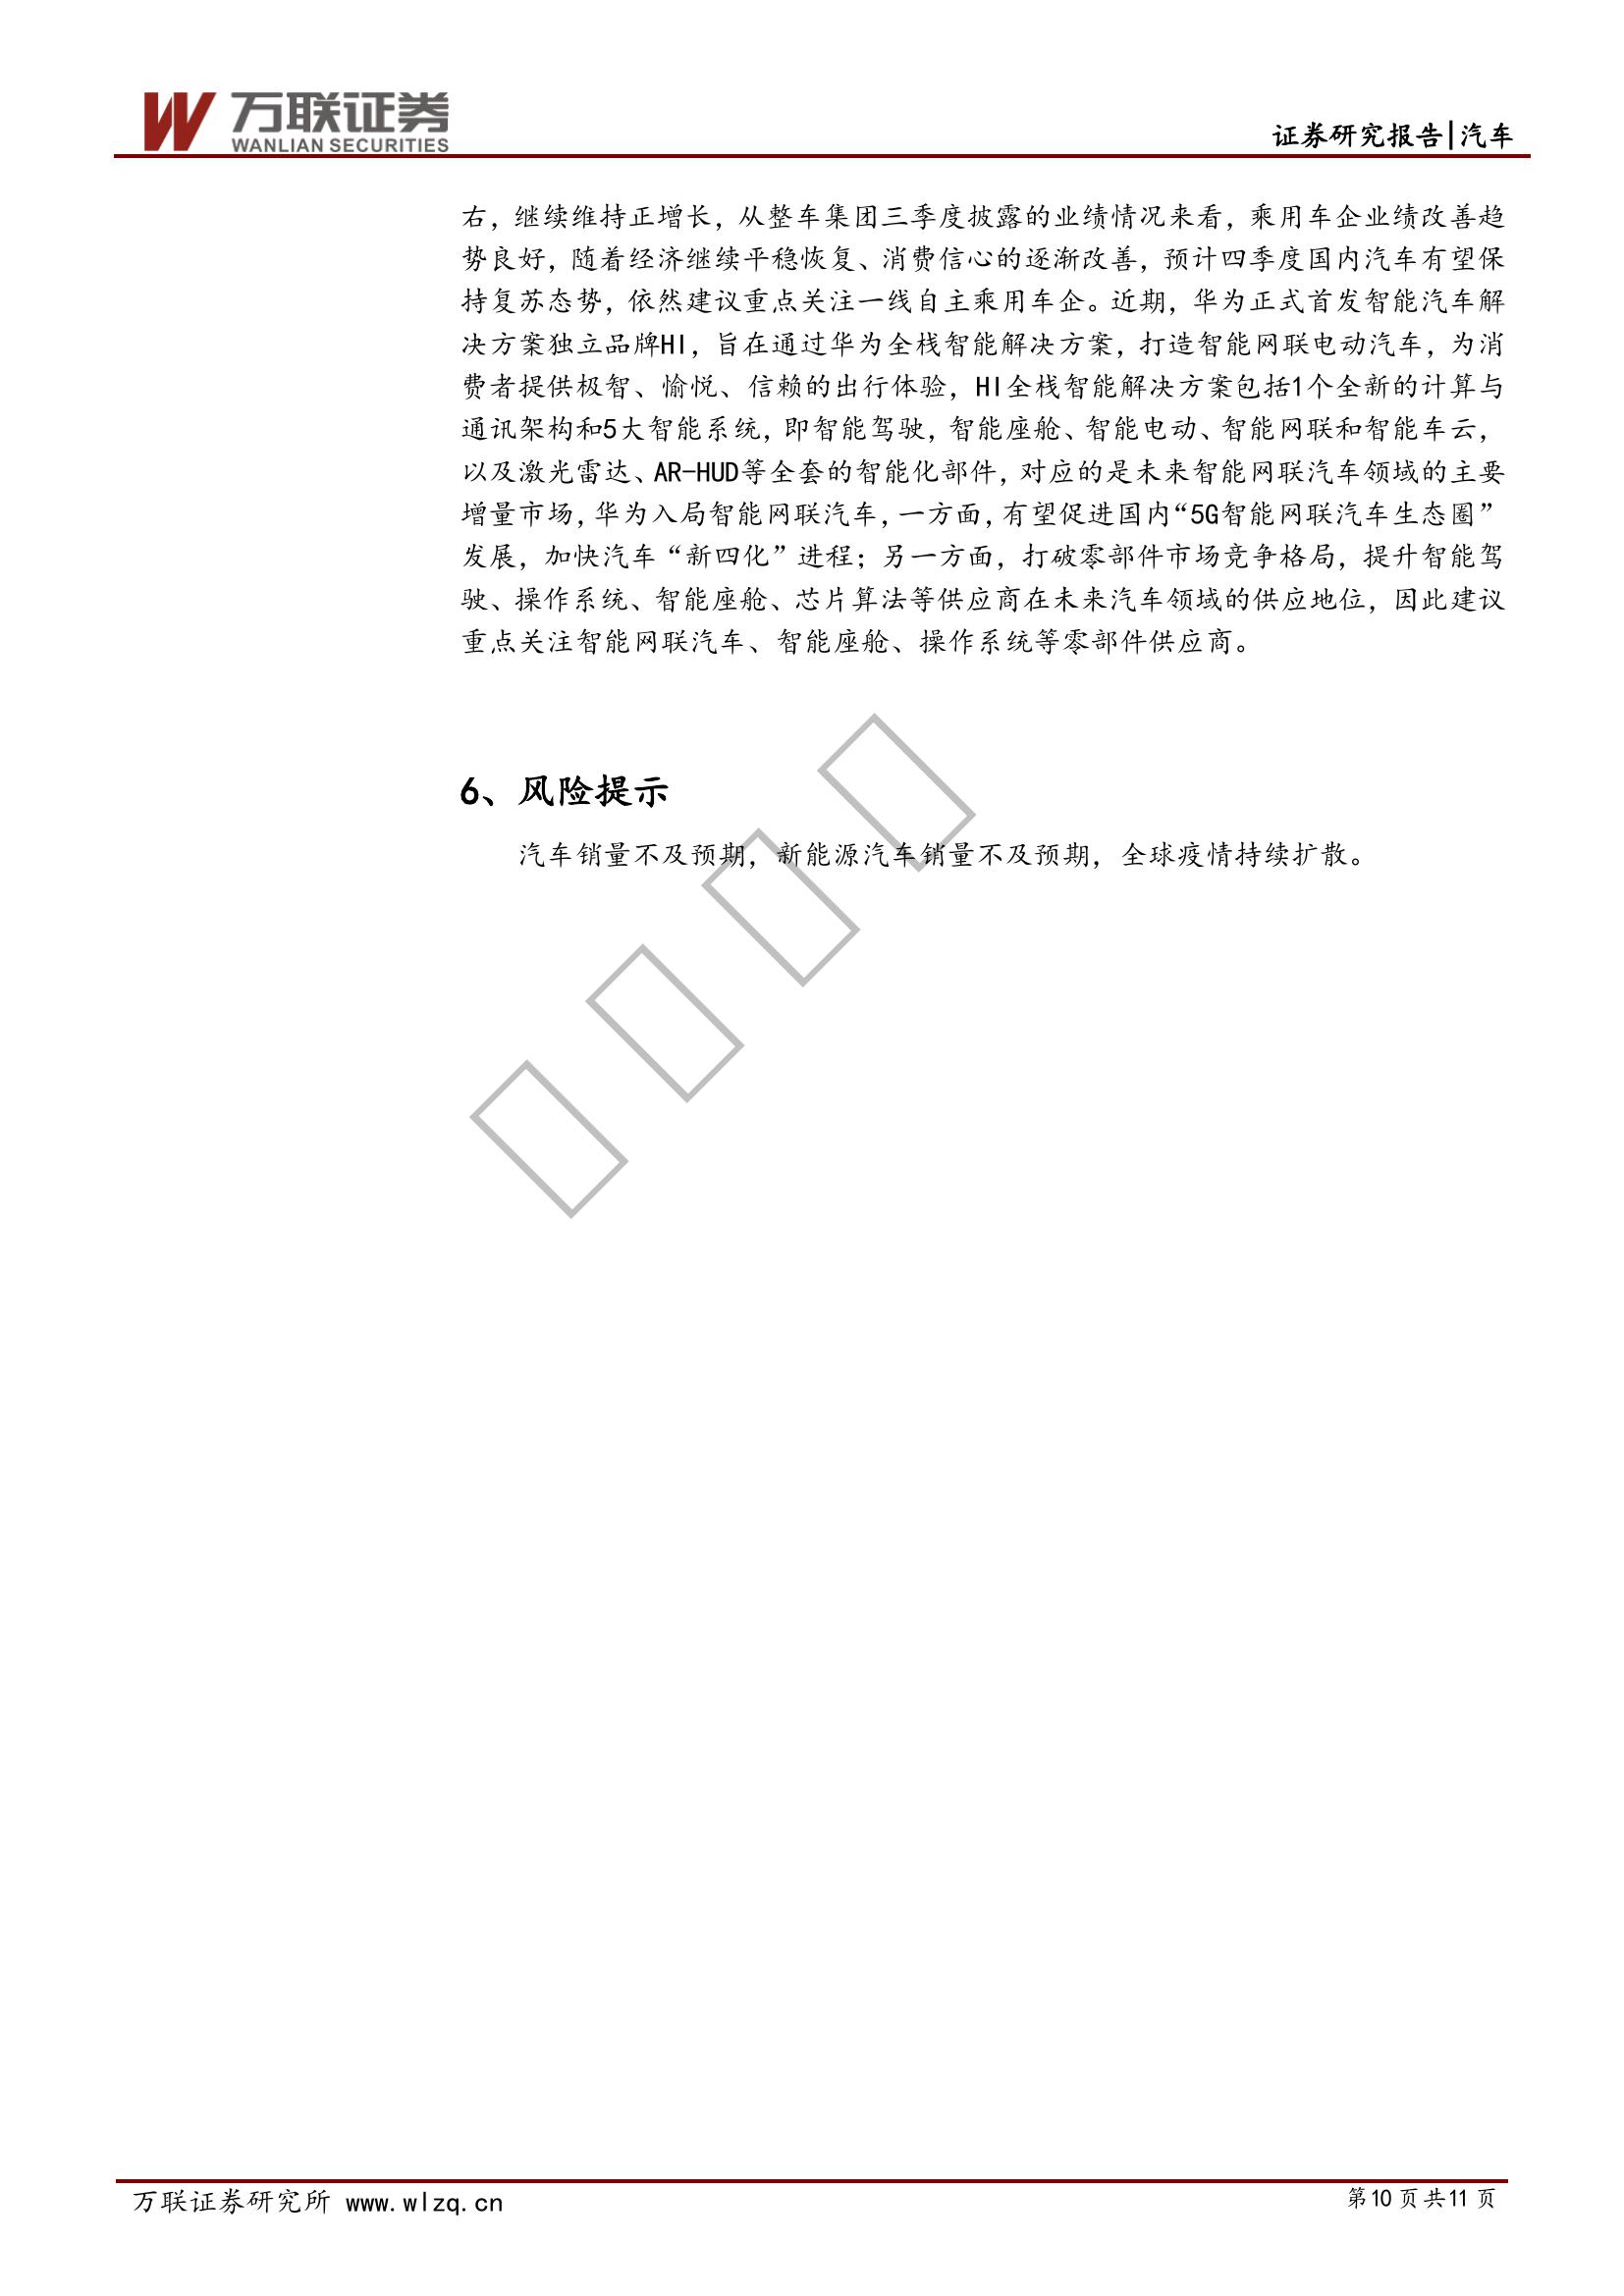 万联证券
WANLIAN SECURITIES
证券研究报告|汽车
右，继续维持正增长，从整车集团三季度披露的业绩情况来看，乘用车企业绩改善趋
势良好，随着经济继续平稳恢复、消费信心的逐渐改善，预计四季度国内汽车有望保
持复苏态势，依然建议重点关注一线自主乘用车企。近期，华为正式首发智能汽车解
决方案独立品牌HI，旨在通过华为全栈智能解决方案，打造智能网联电动汽车，为消
费者提供极智、愉悦、信赖的出行体验，HI全栈智能解决方案包括1个全新的计算与
通讯架构和5大智能系统，即智能驾驶，智能座舱、智能电动、智能网联和智能车云，
以及激光雷达、AR-HUD等全套的智能化部件，对应的是未来智能网联汽车领域的主要
增量市场，华为入局智能网联汽车，一方面，有望促进国内“5G智能网联汽车生态圈”
发展，加快汽车“新四化”进程；另一方面，打破零部件市场竞争格局，提升智能驾
驶、操作系统、智能座舱、芯片算法等供应商在未来汽车领域的供应地位，因此建议
重点关注智能网联汽车、智能座舱、操作系统等零部件供应商。
6、风险提示
汽车销量不及预期，新能源汽车销量不及预期，全球疫情持续扩散。
万联证券研究所 www.wlzq.cn
第10页共11页